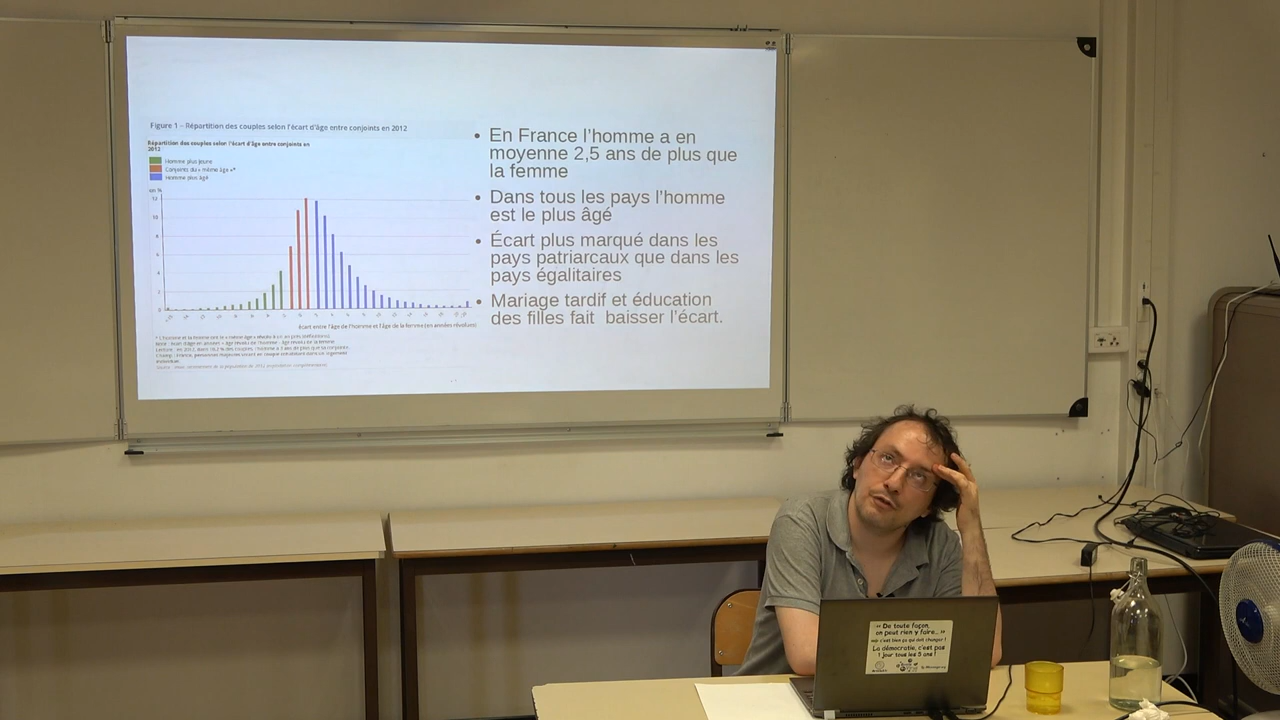 Figure 1 – Répartition des couples selon l'écart d'âge entre conjoints en 2012
Répartition des couples selon l'écart d'âge entre conjoints en
2012
Homme plus jeune
Conjoints du « même âge »*
Homme plus âgé
en %
écart entre l'âge de l'homme et l'âge de la femme (en années révolues)
• En France l'homme a en
moyenne 2,5 ans de plus que
la femme
• Dans tous les pays l'homme
est le plus âgé
• Écart plus marqué dans les
pays patriarcaux que dans les
pays égalitaires
• Mariage tardif et éducation
des filles fait baisser l'écart.
« De toute façon,
on peut rien y faire... »
La démocratie, c'est pas
1 jour tous les 5 ans !